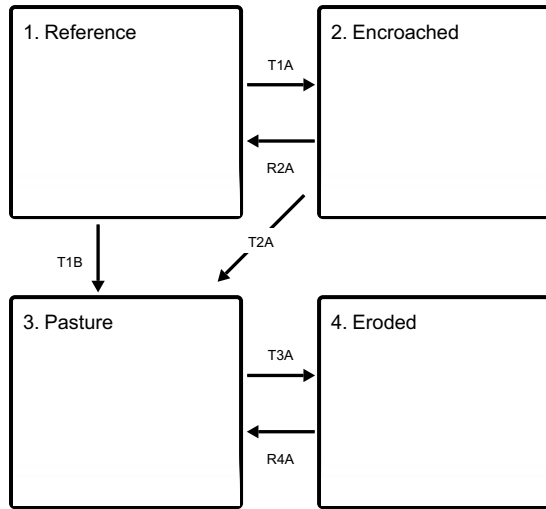 1. Reference
2. Encroached
T1A
R2A
T1B
T2A
3. Pasture
4. Eroded
T3A
R4A